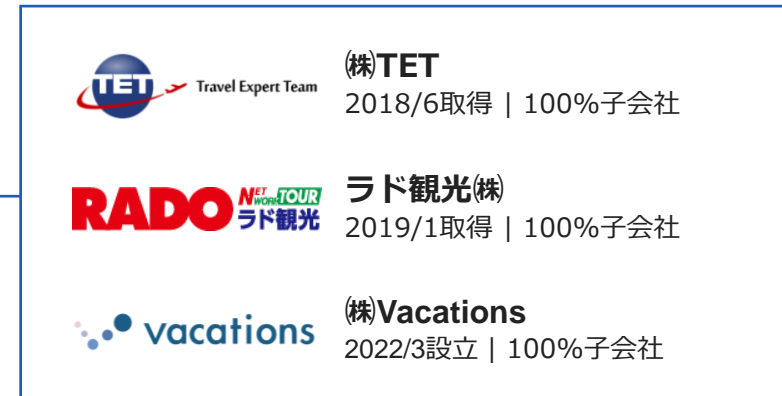 TET
Travel Expert Team
㈱TET
2018/6取得 | 100%子会社
RADO
NET WORK TOUR
ラド観光
ラド観光㈱
2019/1取得 | 100%子会社
vacations
㈱Vacations
2022/3設立 | 100%子会社